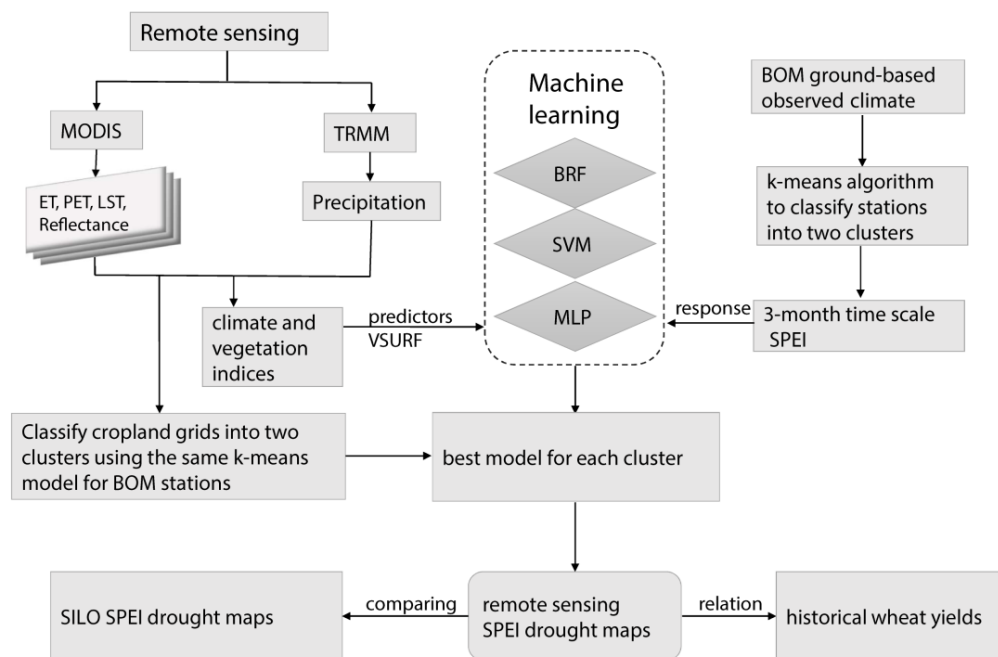 Remote sensing
MODIS
TRMM
ET, PET, LST,
Reflectance
Precipitation
climate and
vegetation
indices
predictors
VSURF
Machine
learning
BRF
SVM
MLP
BOM ground-based
observed climate
k-means algorithm
to classify stations
into two clusters
response
3-month time scale
SPEI
Classify cropland grids into two
clusters using the same k-means
model for BOM stations
best model for each cluster
SILO SPEI drought maps
comparing
remote sensing
SPEI drought maps
relation
historical wheat yields